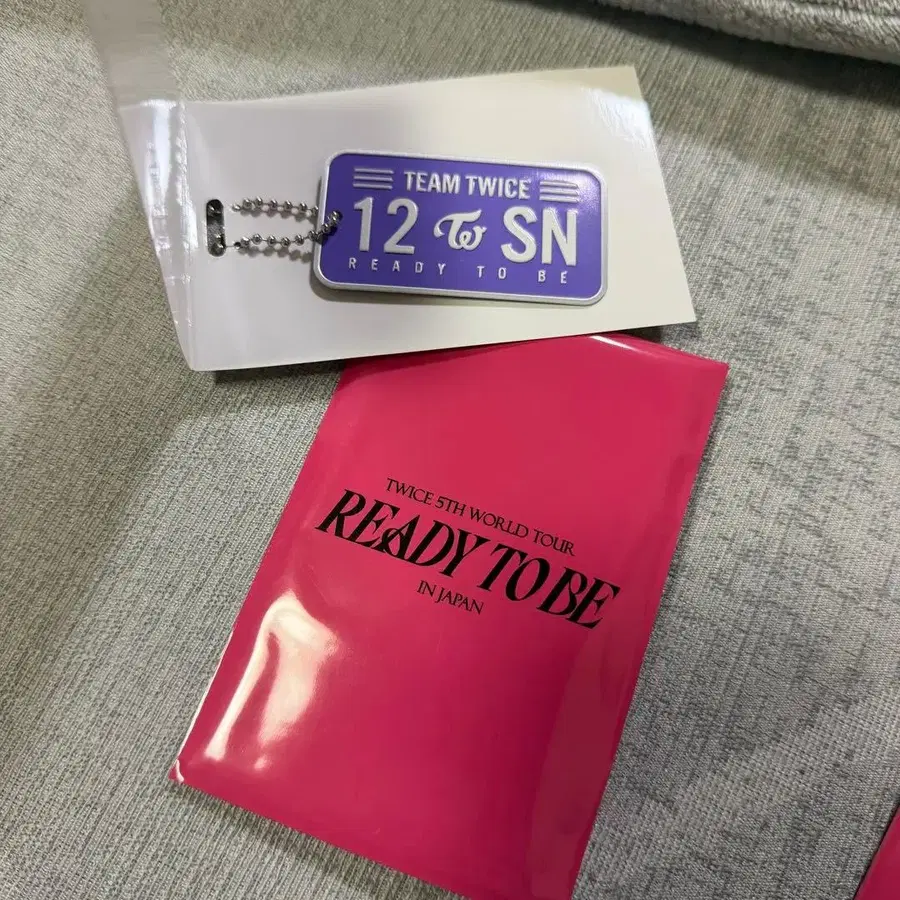 TEAM TWICE
12 SN
READY TO BE
TWICE 5TH WORLD TOUR
READY TO BE
IN JAPAN